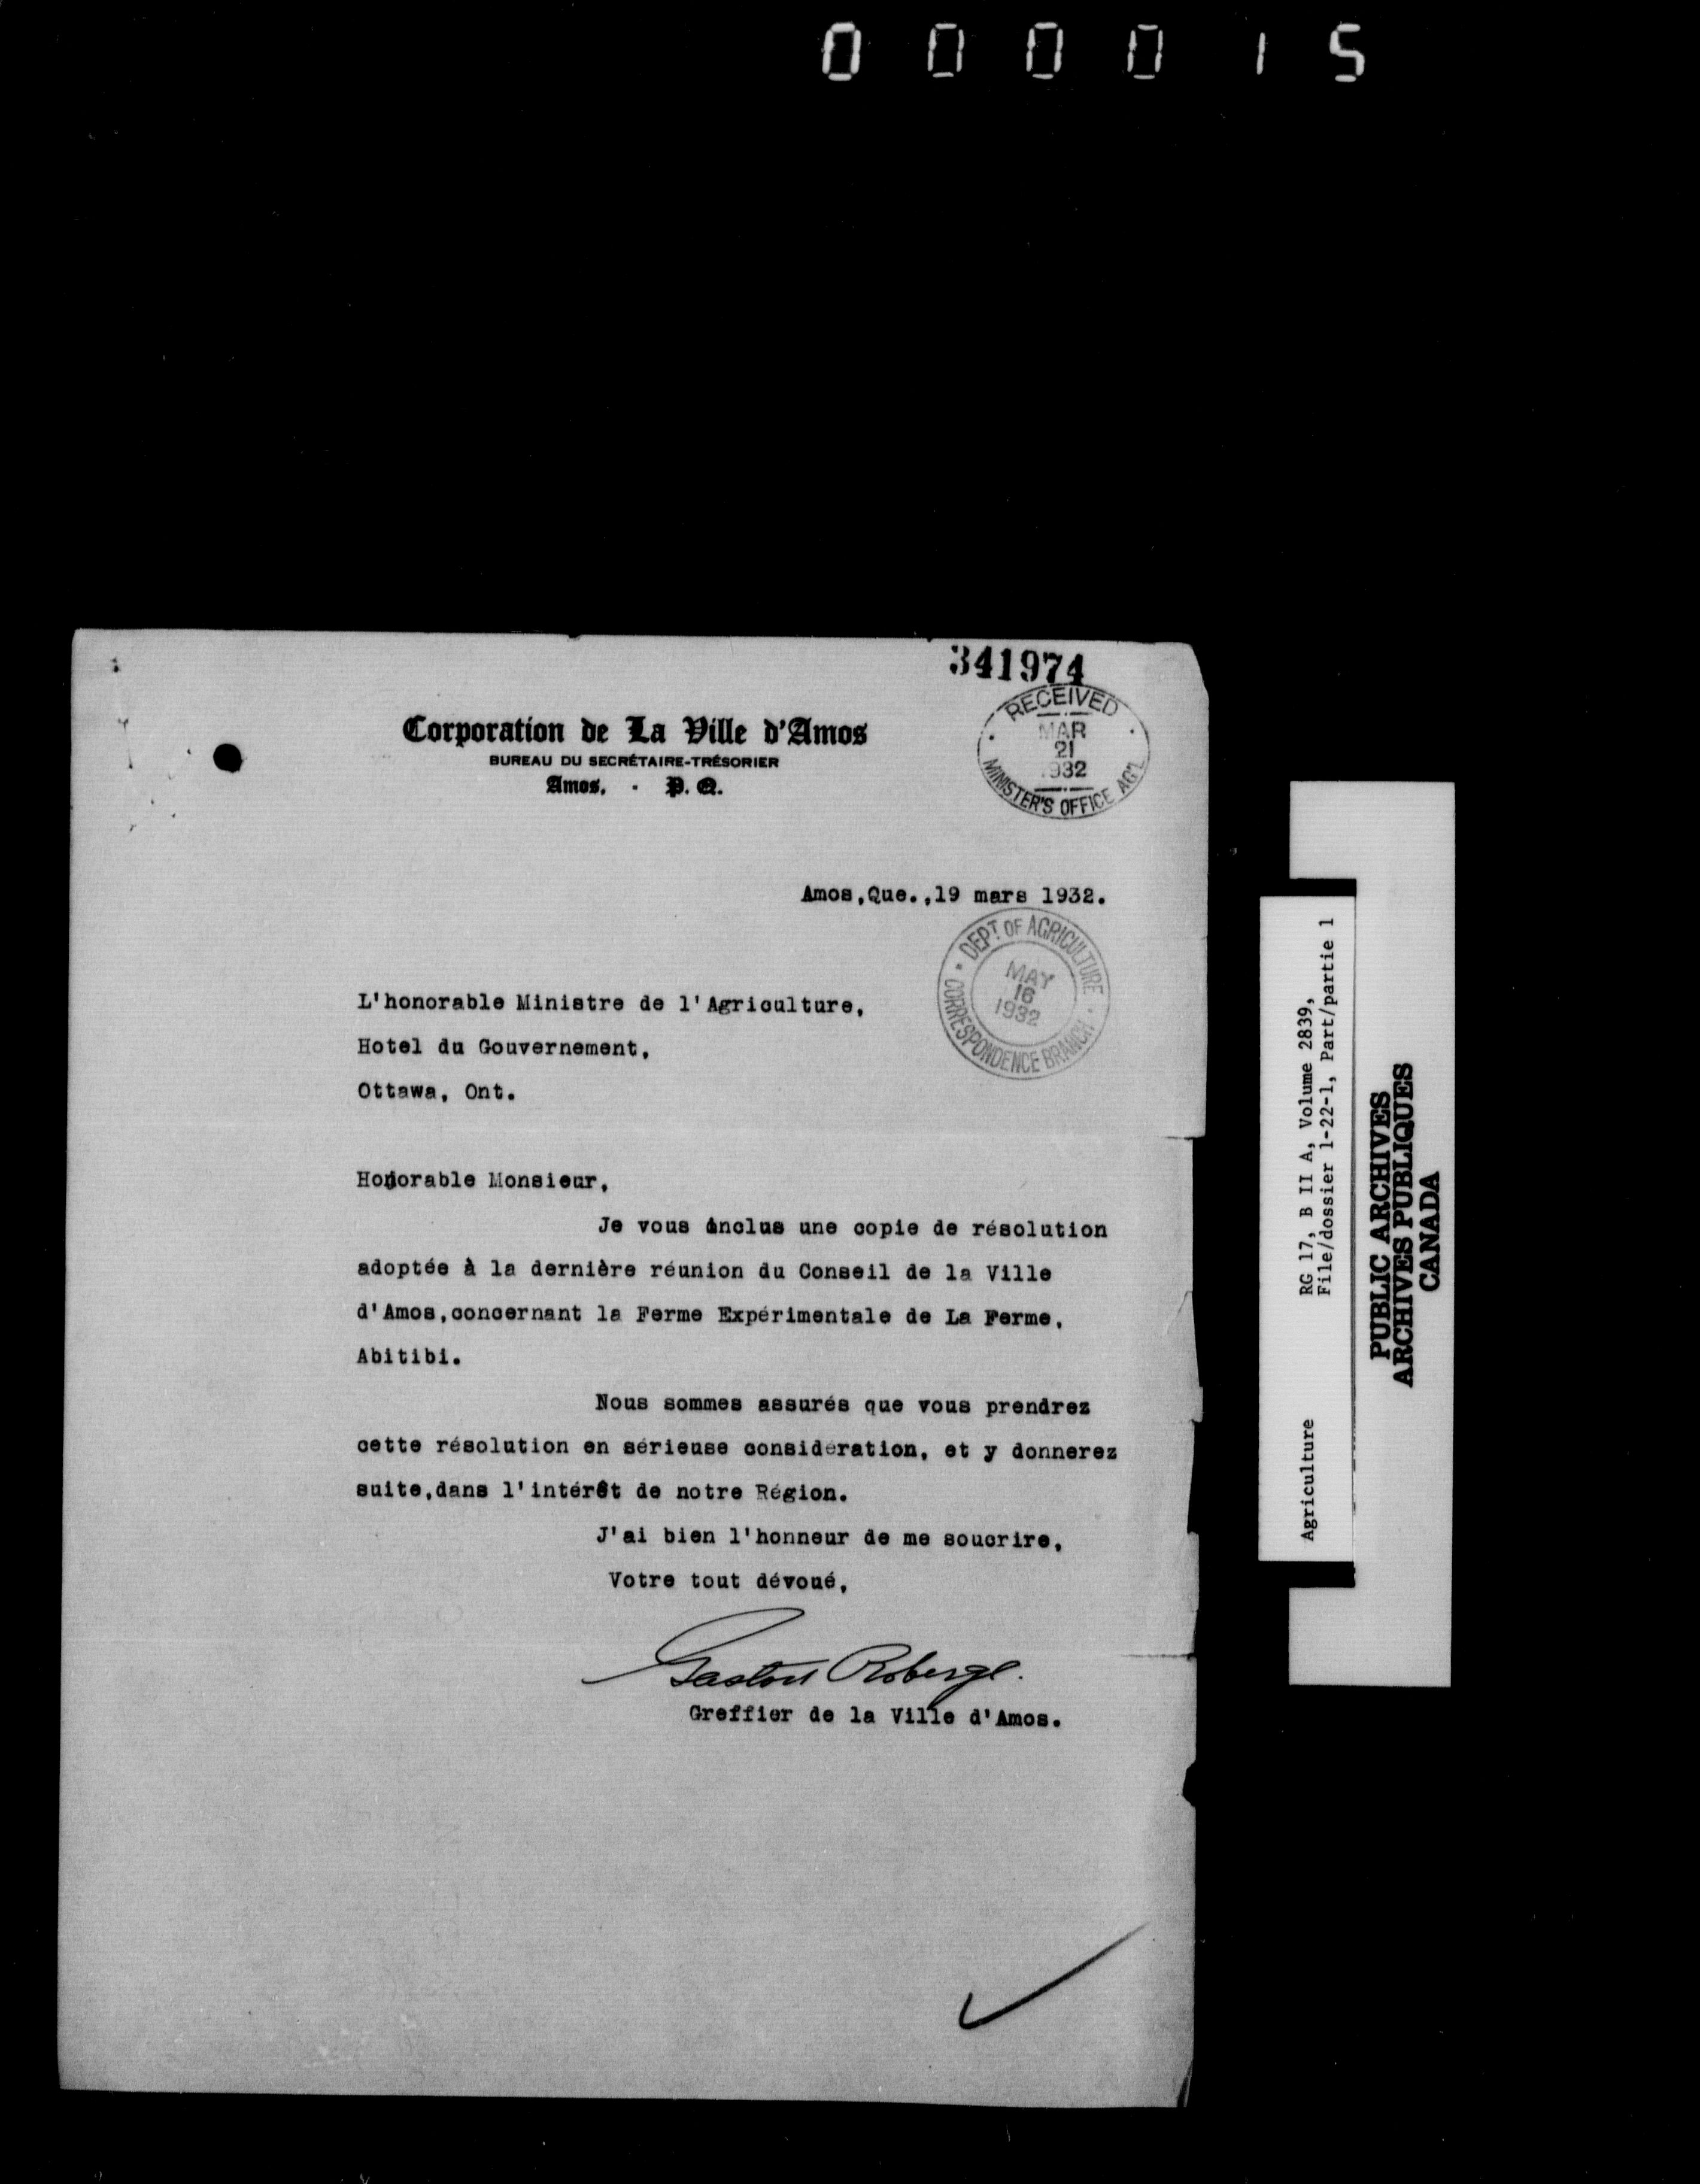 0 0 0 0 1 5
341974
RECEIVED
MAR
21
1932
MINISTER'S OFFICE AG'L
Corporation de La Ville d'Amos
BUREAU DU SECRÉTAIRE-TRÉSORIER
Amos, - P. Q.
Amos,Que.,19 mars 1932.
DEPT. OF AGRICULTURE
MAY
16
1932
CORRESPONDENCE BRANCH
L'honorable Ministre de l'Agriculture,
Hotel du Gouvernement,
Ottawa, Ont.
Honorable Monsieur,
Je vous inclus une copie de résolution
adoptée à la dernière réunion du Conseil de la Ville
d'Amos,concernant la Ferme Expérimentale de La Ferme,
Abitibi.
Nous sommes assurés que vous prendrez
cette résolution en sérieuse considération, et y donnerez
suite,dans l'intérêt de notre Région.
J'ai bien l'honneur de me soucrire,
Votre tout dévoué,
Gaston Roberge.
Greffier de la Ville d'Amos.
Agriculture RG 17, B II A, Volume 2839,
File/dossier 1-22-1, Part/partie 1
PUBLIC ARCHIVES
ARCHIVES PUBLIQUES
CANADA